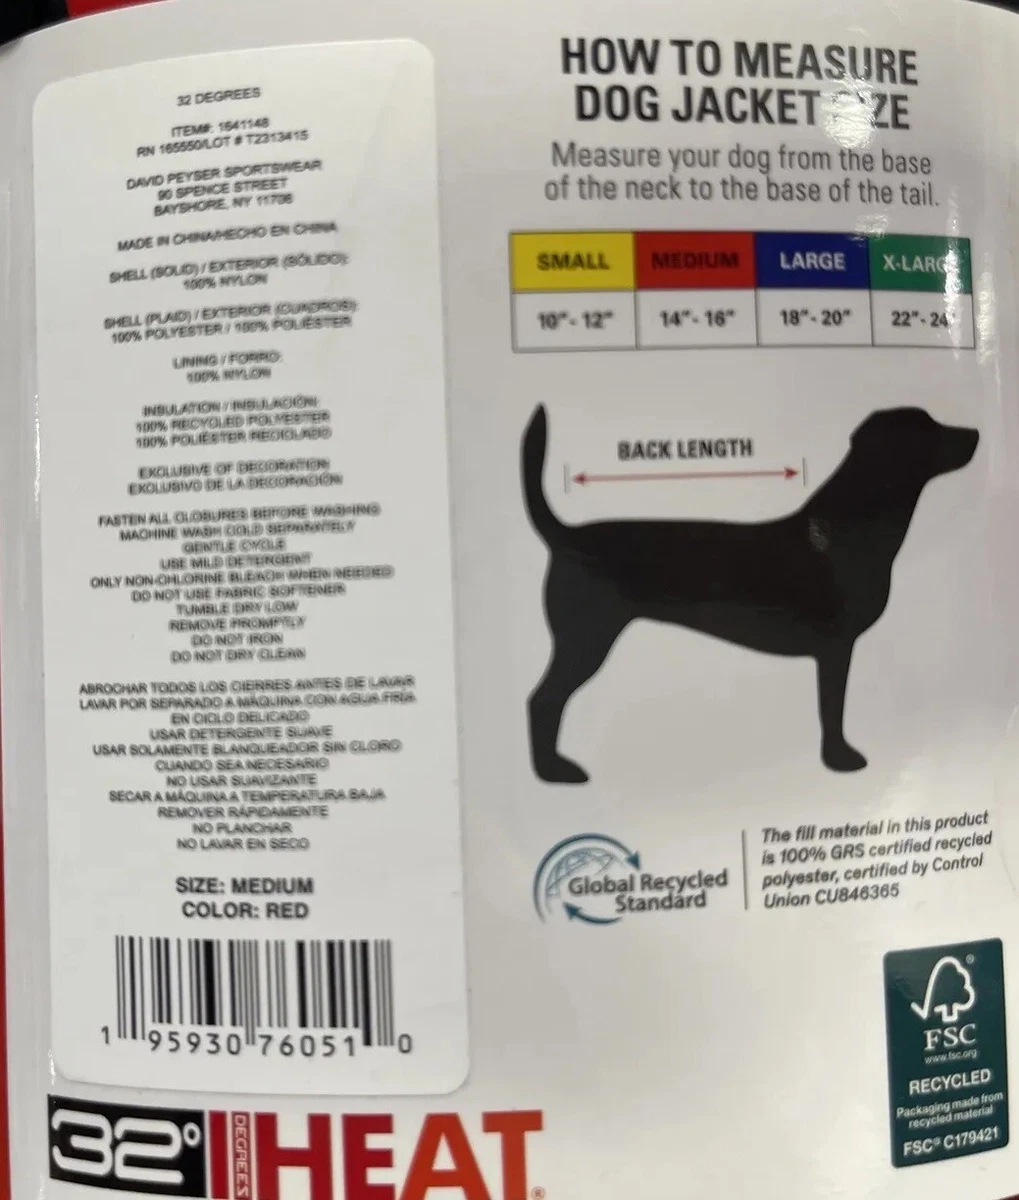 32 DEGREES
ITEM#: 1641148
RN 165550/LOT # T2313415
DAVID PEYSER SPORTSWEAR
90 SPENCE STREET
BAYSHORE, NY 11706
MADE IN CHINA/HECHO EN CHINA
SHELL (SOLID) / EXTERIOR (SÓLIDO):
100% NYLON
SHELL (PLAID) / EXTERIOR (CUADROS):
100% POLYESTER / 100% POLIÉSTER
LINING / FORRO:
100% NYLON
INSULATION / INSULACIÓN:
100% RECYCLED POLYESTER
100% POLIÉSTER RECICLADO
EXCLUSIVE OF DECORATION
EXCLUSIVO DE LA DECORACIÓN
FASTEN ALL CLOSURES BEFORE WASHING
MACHINE WASH COLD SEPARATELY
GENTLE CYCLE
USE MILD DETERGENT
ONLY NON-CHLORINE BLEACH WHEN NEEDED
DO NOT USE FABRIC SOFTENER
TUMBLE DRY LOW
REMOVE PROMPTLY
DO NOT IRON
DO NOT DRY CLEAN
ABROCHAR TODOS LOS CIERRES ANTES DE LAVAR
LAVAR POR SEPARADO A MÁQUINA CON AGUA FRIA
EN CICLO DELICADO
USAR DETERGENTE SUAVE
USAR SOLAMENTE BLANQUEADOR SIN CLORO
CUANDO SEA NECESARIO
NO USAR SUAVIZANTE
SECAR A MÁQUINA A TEMPERATURA BAJA
REMOVER RÁPIDAMENTE
NO PLANCHAR
NO LAVAR EN SECO
SIZE: MEDIUM
COLOR: RED
1 95930 76051 0
32° DEGREES HEAT®
HOW TO MEASURE
DOG JACKET SIZE
Measure your dog from the base
of the neck to the base of the tail.
SMALL MEDIUM LARGE X-LARG
10"- 12" 14"- 16" 18"- 20" 22"- 24
BACK LENGTH
Global Recycled
Standard
The fill material in this product
is 100% GRS certified recycled
polyester, certified by Control
Union CU846365
®
FSC
www.fsc.org
RECYCLED
Packaging made from
recycled material
FSC® C179421